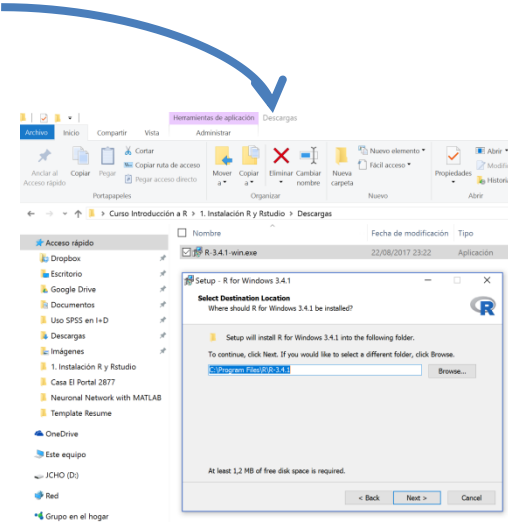 Herramientas de aplicación Descargas
Archivo Inicio Compartir Vista Administrar
Anclar al Acceso rápido
Copiar
Pegar
Cortar
Copiar ruta de acceso
Pegar acceso directo
Mover a
Copiar a
Eliminar
Cambiar nombre
Nueva carpeta
Nuevo elemento
Fácil acceso
Propiedades
Abrir
Portapapeles Organizar Nuevo Abrir
> Curso Introducción a R > 1. Instalación R y Rstudio > Descargas
Nombre Fecha de modificación Tipo
R-3.4.1-win.exe 22/08/2017 23:22 Aplicación
Acceso rápido
Dropbox
Escritorio
Google Drive
Documentos
Uso SPSS en I+D
Descargas
Imágenes
1. Instalación R y Rstudio
Casa El Portal 2877
Neuronal Network with MATLAB
Template Resume
OneDrive
Este equipo
JCHO (D:)
Red
Grupo en el hogar
Setup - R for Windows 3.4.1
Select Destination Location
Where should R for Windows 3.4.1 be installed?
R
Setup will install R for Windows 3.4.1 into the following folder.
To continue, click Next. If you would like to select a different folder, click Browse.
C:\Program Files\R\R-3.4.1
Browse...
At least 1,2 MB of free disk space is required.
< Back Next > Cancel